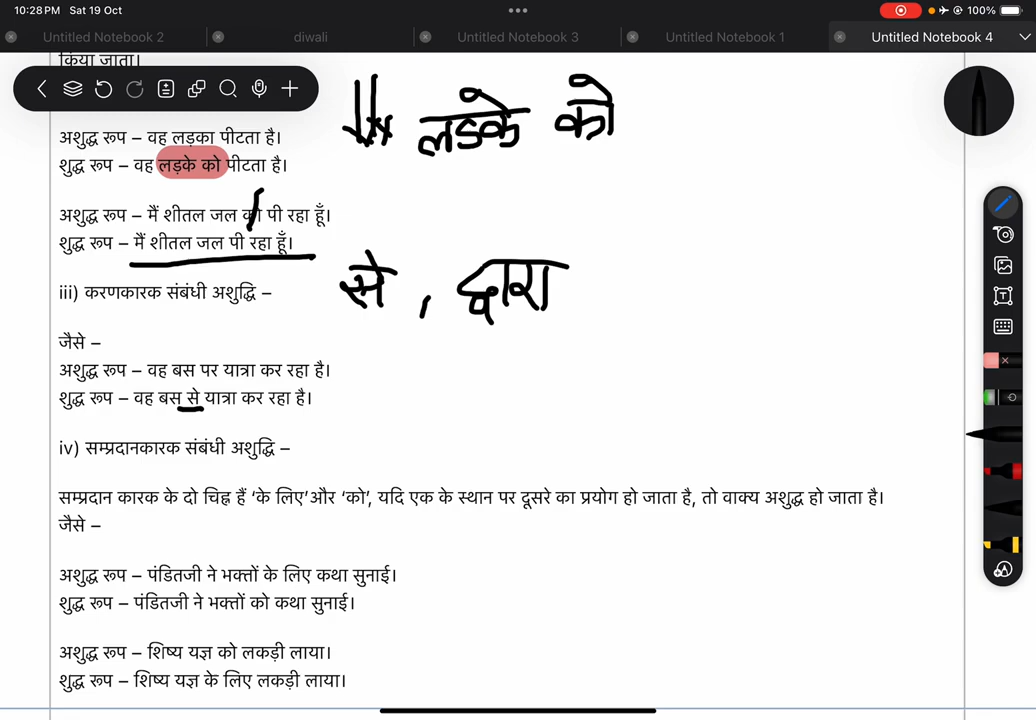 10:28 PM Sat 19 Oct
100%
Untitled Notebook 2
diwali
Untitled Notebook 3
Untitled Notebook 1
Untitled Notebook 4
किया जाता।
लडके को
अशुद्ध रूप – वह लड़का पीटता है।
शुद्ध रूप – वह लड़के को पीटता है।
अशुद्ध रूप – मैं शीतल जल को पी रहा हूँ।
शुद्ध रूप – मैं शीतल जल पी रहा हूँ।
से, द्वारा
iii) करणकारक संबंधी अशुद्धि –
जैसे –
अशुद्ध रूप – वह बस पर यात्रा कर रहा है।
शुद्ध रूप – वह बस से यात्रा कर रहा है।
iv) सम्प्रदानकारक संबंधी अशुद्धि –
सम्प्रदान कारक के दो चिह्न हैं ‘के लिए’ और ‘को’, यदि एक के स्थान पर दूसरे का प्रयोग हो जाता है, तो वाक्य अशुद्ध हो जाता है।
जैसे –
अशुद्ध रूप – पंडितजी ने भक्तों के लिए कथा सुनाई।
शुद्ध रूप – पंडितजी ने भक्तों को कथा सुनाई।
अशुद्ध रूप – शिष्य यज्ञ को लकड़ी लाया।
शुद्ध रूप – शिष्य यज्ञ के लिए लकड़ी लाया।